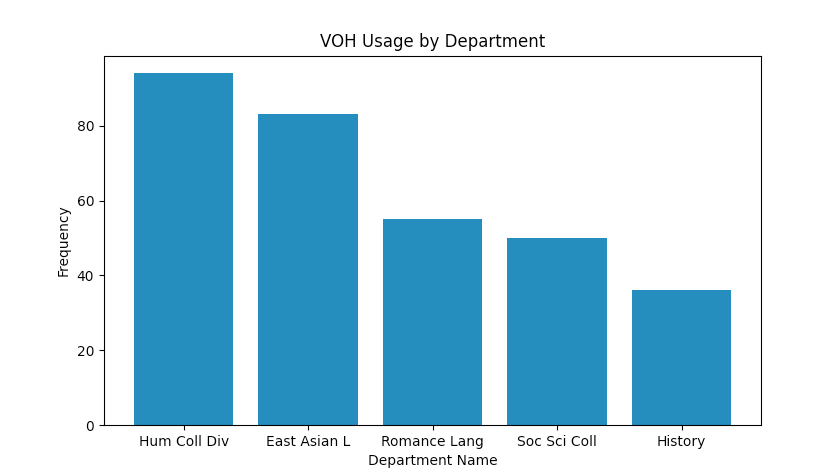 VOH Usage by Department
Frequency
80
60
40
20
0
Hum Coll Div East Asian L Romance Lang Soc Sci Coll History
Department Name